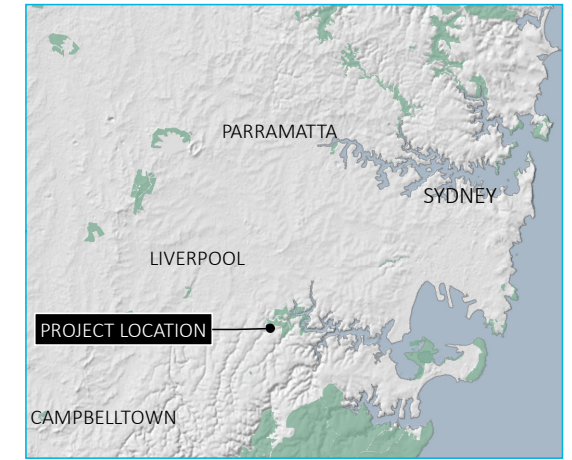 PARRAMATTA
SYDNEY
LIVERPOOL
PROJECT LOCATION
CAMPBELLTOWN